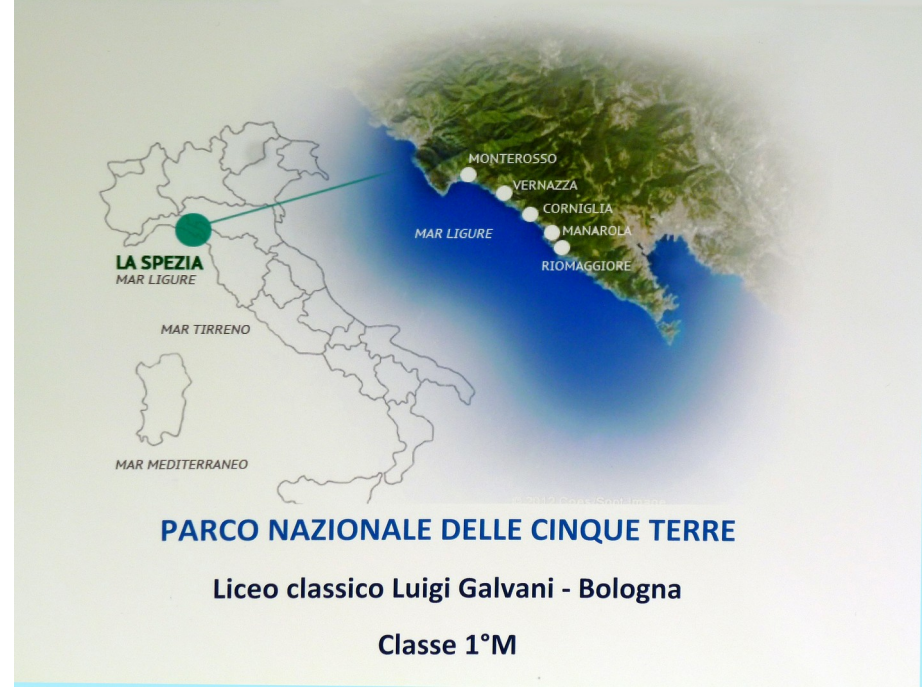 MONTEROSSO
VERNAZZA
CORNIGLIA
MAR LIGURE
MANAROLA
RIOMAGGIORE
LA SPEZIA
MAR LIGURE
MAR TIRRENO
MAR MEDITERRANEO
PARCO NAZIONALE DELLE CINQUE TERRE
Liceo classico Luigi Galvani - Bologna
Classe 1°M